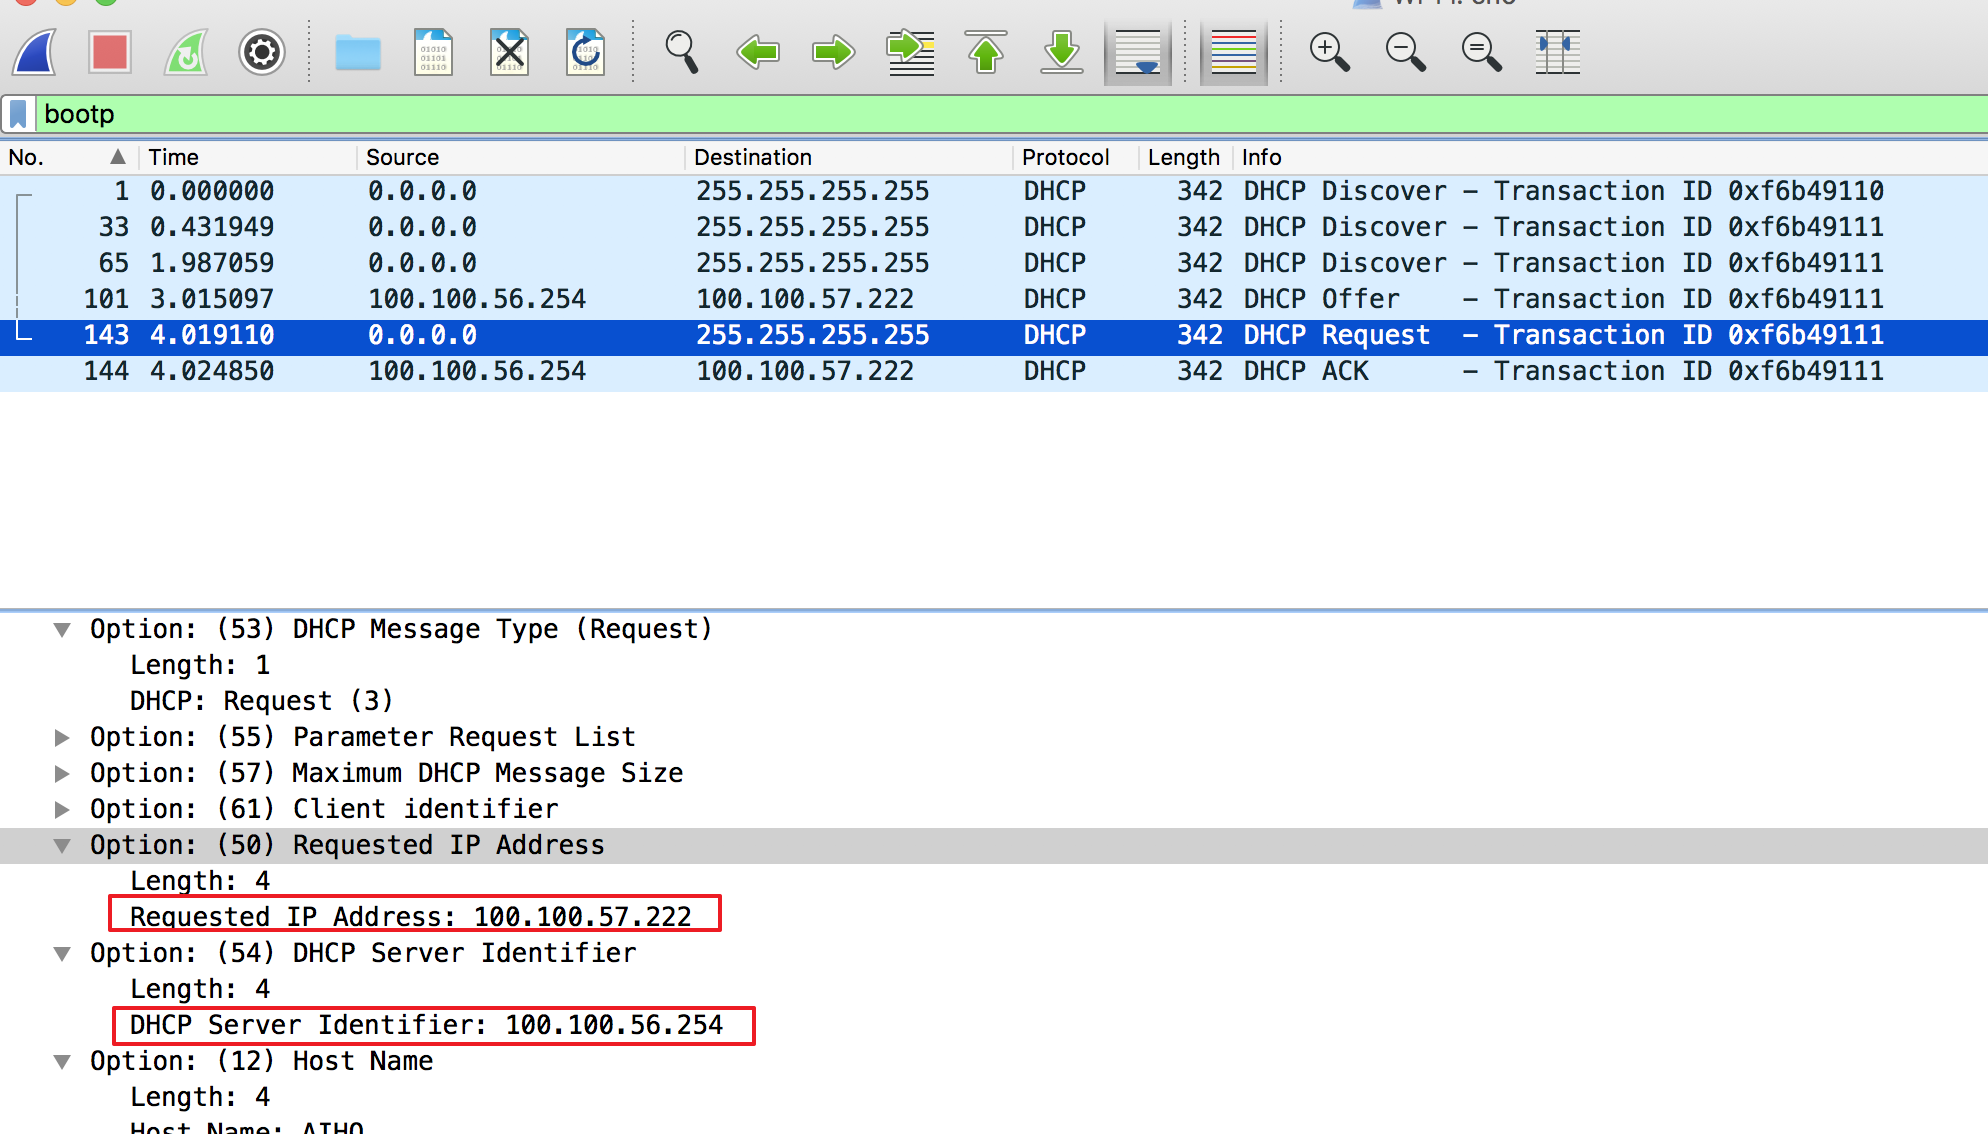 bootp
No. Time Source Destination Protocol Length Info
1 0.000000 0.0.0.0 255.255.255.255 DHCP 342 DHCP Discover – Transaction ID 0xf6b49110
33 0.431949 0.0.0.0 255.255.255.255 DHCP 342 DHCP Discover – Transaction ID 0xf6b49111
65 1.987059 0.0.0.0 255.255.255.255 DHCP 342 DHCP Discover – Transaction ID 0xf6b49111
101 3.015097 100.100.56.254 100.100.57.222 DHCP 342 DHCP Offer – Transaction ID 0xf6b49111
143 4.019110 0.0.0.0 255.255.255.255 DHCP 342 DHCP Request – Transaction ID 0xf6b49111
144 4.024850 100.100.56.254 100.100.57.222 DHCP 342 DHCP ACK – Transaction ID 0xf6b49111
Option: (53) DHCP Message Type (Request)
Length: 1
DHCP: Request (3)
Option: (55) Parameter Request List
Option: (57) Maximum DHCP Message Size
Option: (61) Client identifier
Option: (50) Requested IP Address
Length: 4
Requested IP Address: 100.100.57.222
Option: (54) DHCP Server Identifier
Length: 4
DHCP Server Identifier: 100.100.56.254
Option: (12) Host Name
Length: 4
Host Name: